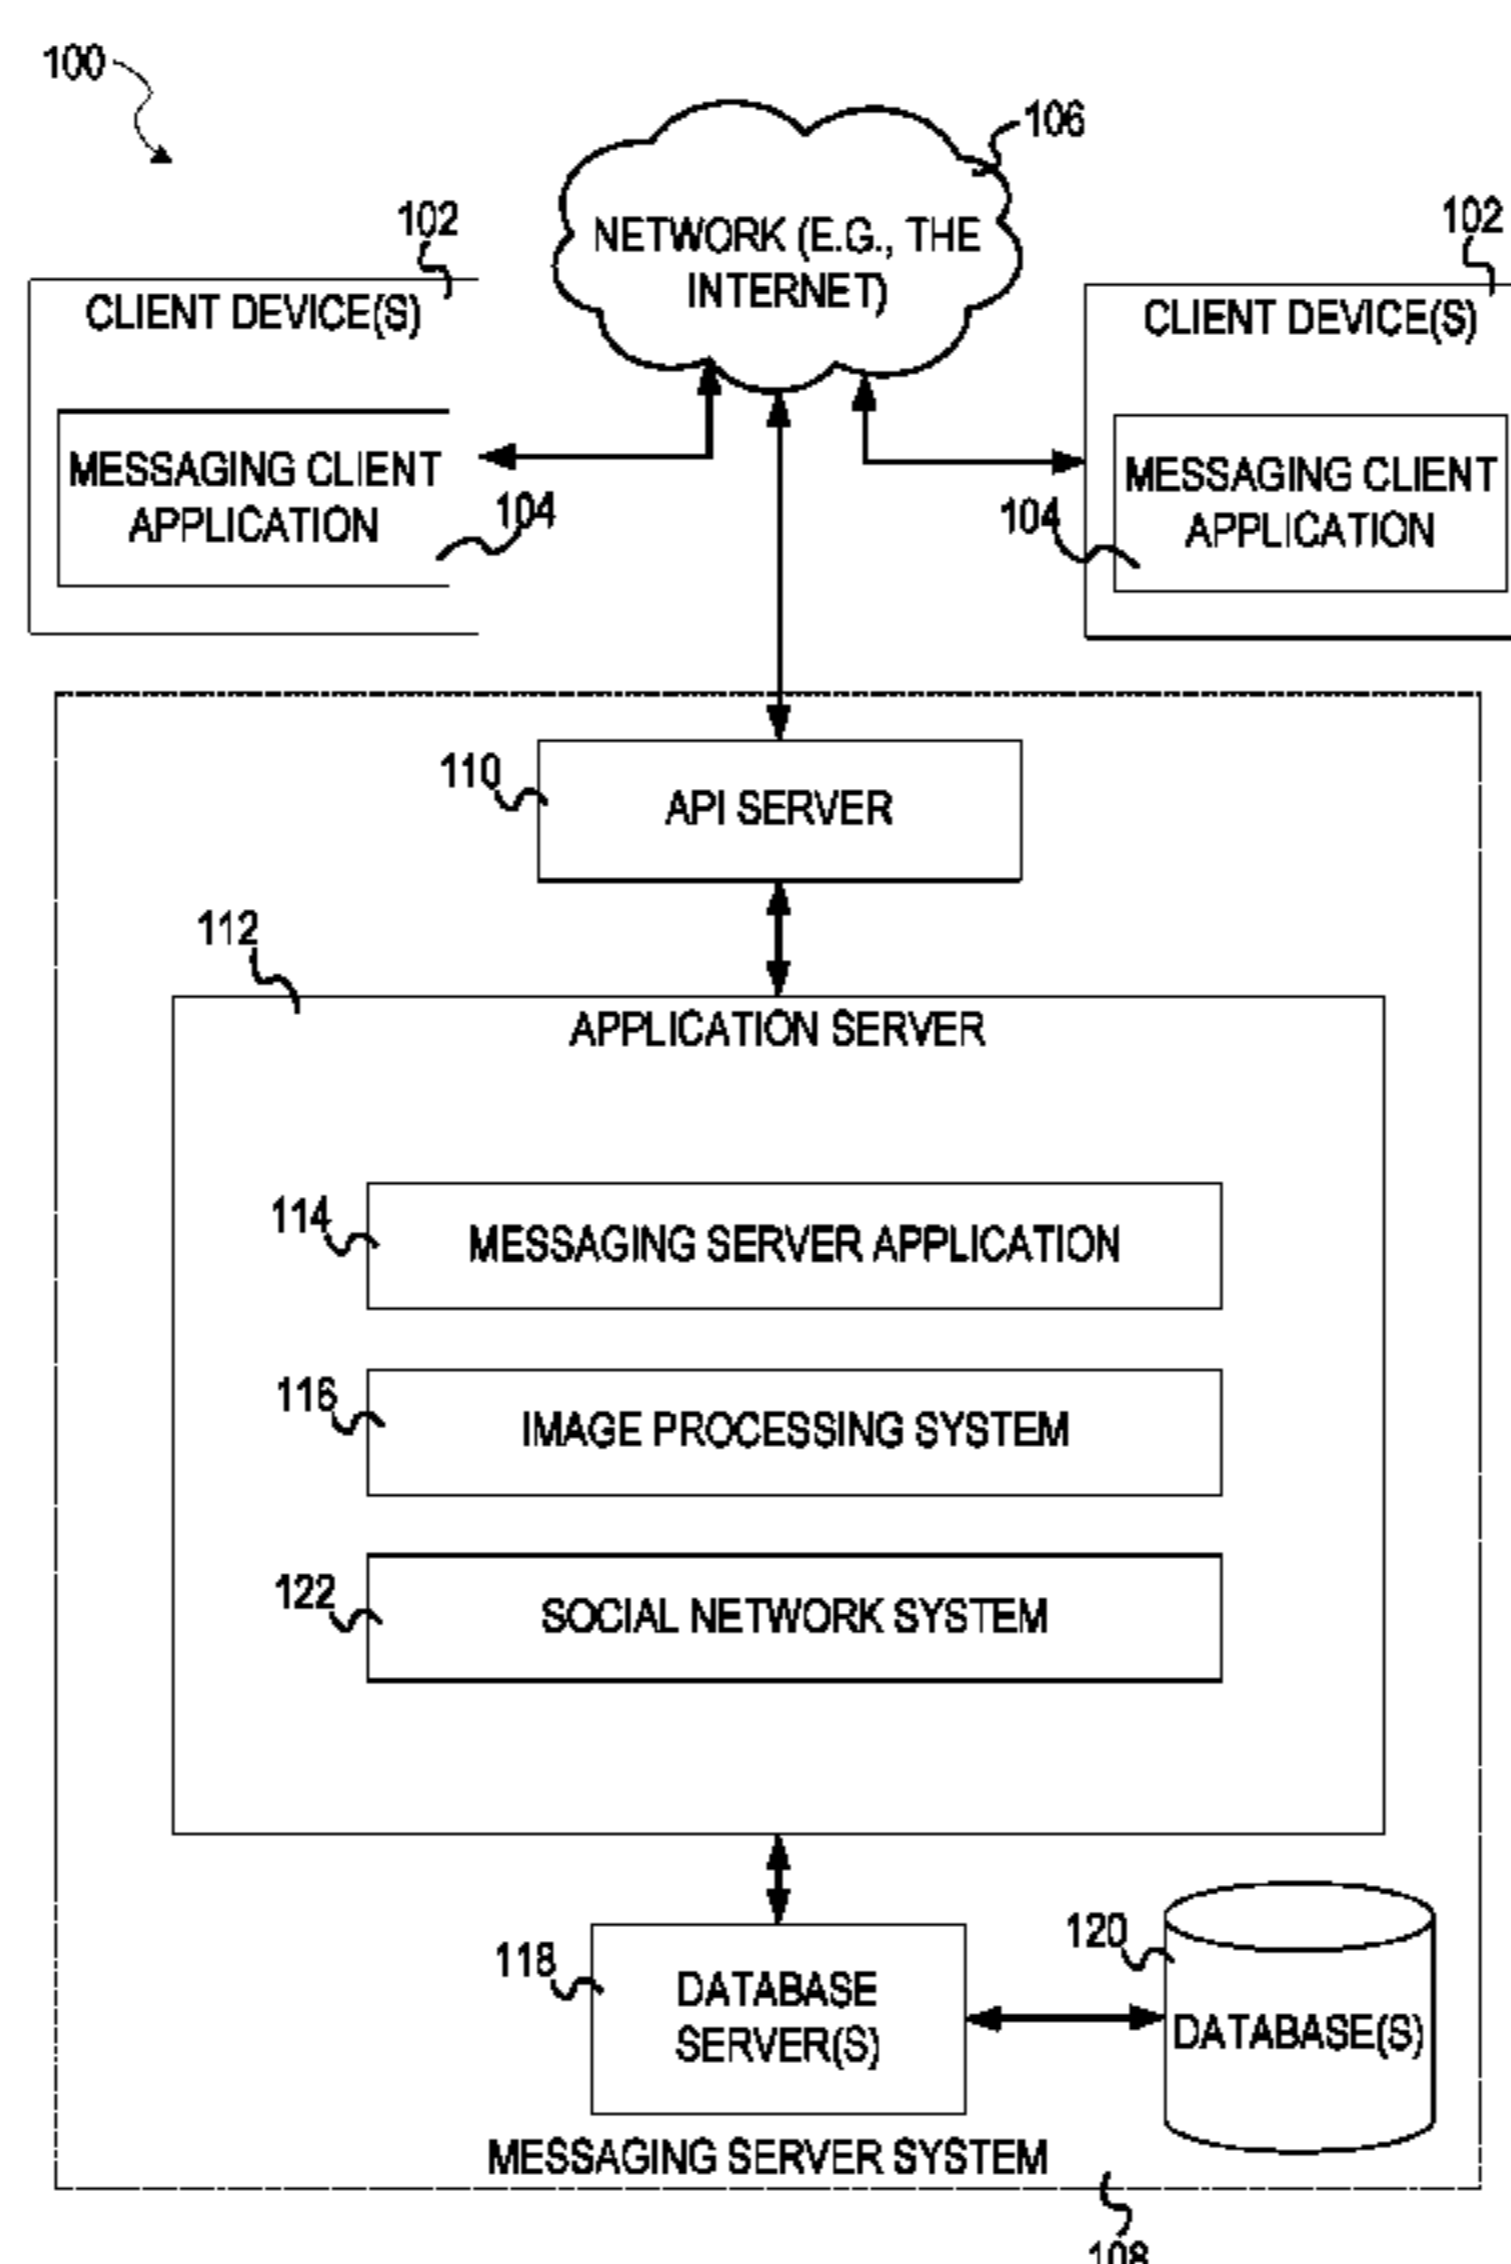 100
106
NETWORK (E.G., THE
INTERNET)
102
CLIENT DEVICE(S)
MESSAGING CLIENT
APPLICATION
104
102
CLIENT DEVICE(S)
MESSAGING CLIENT
APPLICATION
104
110
API SERVER
112
APPLICATION SERVER
114
MESSAGING SERVER APPLICATION
116
IMAGE PROCESSING SYSTEM
122
SOCIAL NETWORK SYSTEM
118
DATABASE
SERVER(S)
120
DATABASE(S)
MESSAGING SERVER SYSTEM
108